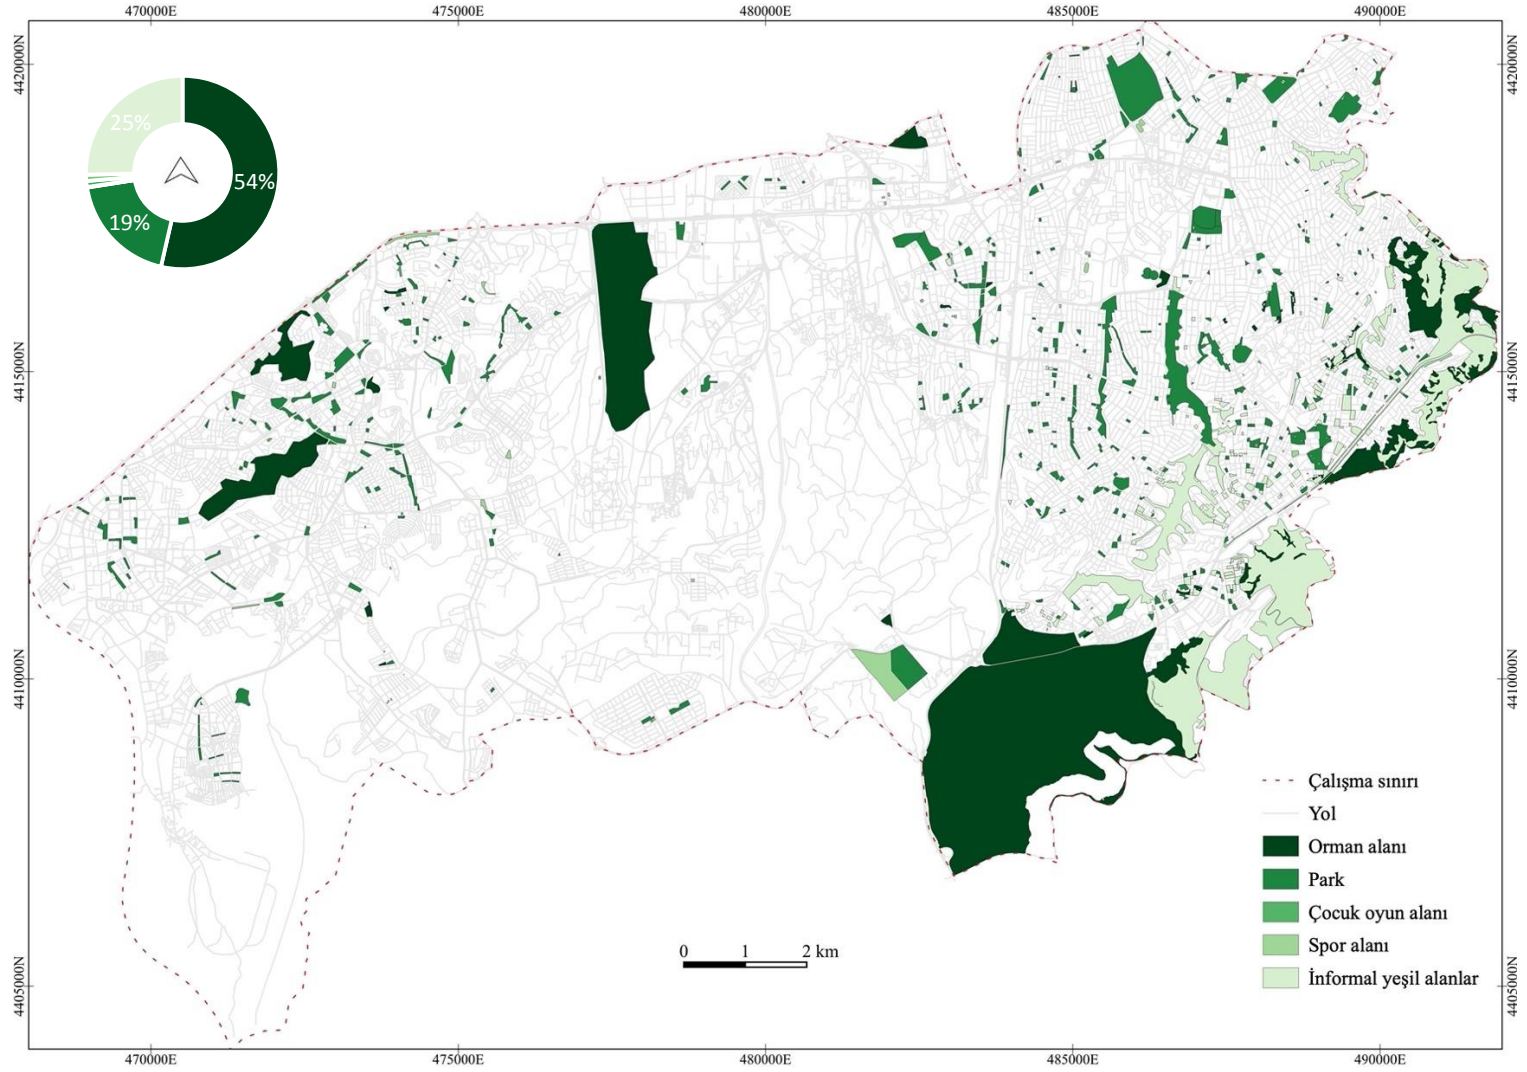 470000E 475000E 480000E 485000E 490000E
4420000N 4420000N
25%
54%
19%
4415000N 4415000N
4410000N 4410000N
Çalışma sınırı
Yol
Orman alanı
Park
Çocuk oyun alanı
Spor alanı
İnformal yeşil alanlar
0 1 2 km
4405000N 4405000N
470000E 475000E 480000E 485000E 490000E